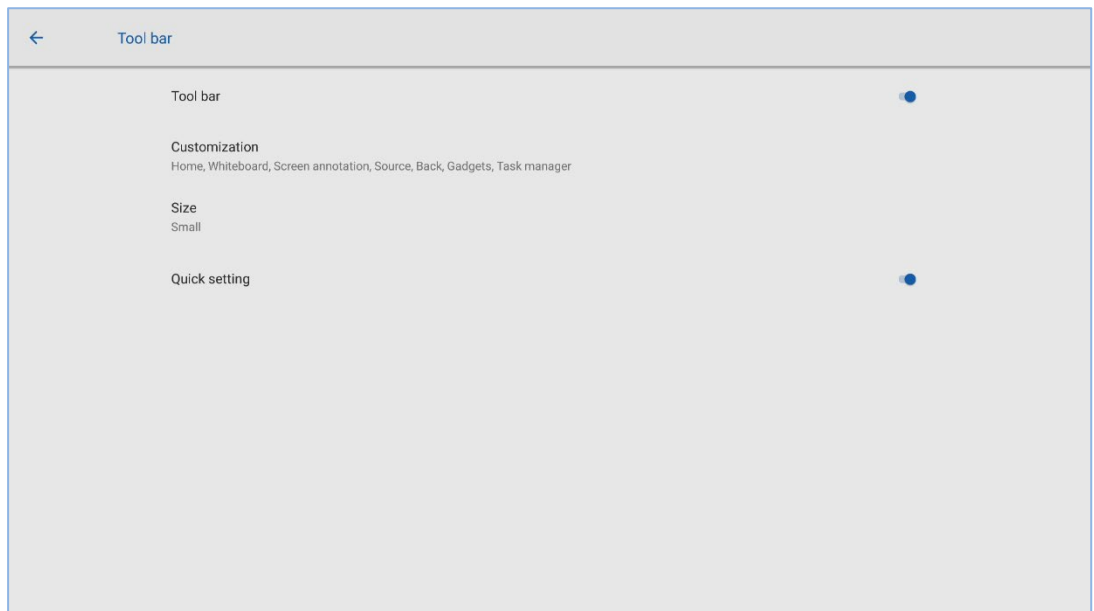 Tool bar
Tool bar
Customization
Home, Whiteboard, Screen annotation, Source, Back, Gadgets, Task manager
Size
Small
Quick setting